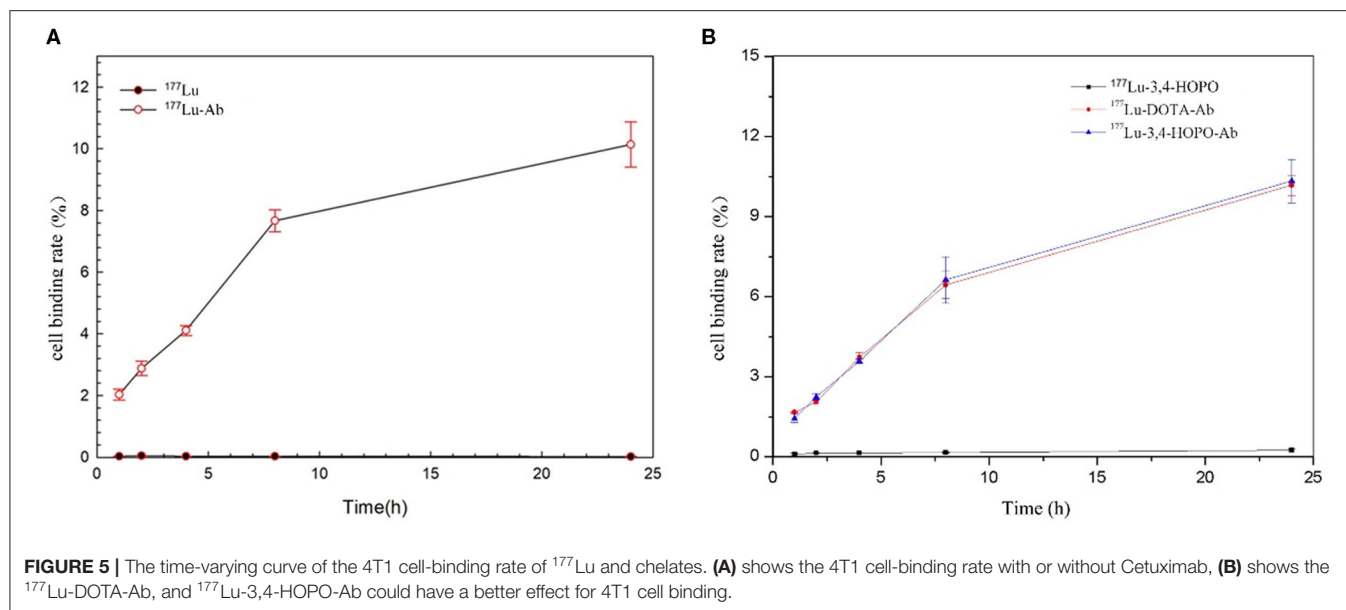 A
12
10
8
6
4
2
0
0
5
10
15
20
25
cell binding rate (%)
Time(h)
¹⁷⁷Lu
¹⁷⁷Lu-Ab
B
15
12
9
6
3
0
0
5
10
15
20
25
cell binding rate (%)
Time (h)
¹⁷⁷Lu-3,4-HOPO
¹⁷⁷Lu-DOTA-Ab
¹⁷⁷Lu-3,4-HOPO-Ab
FIGURE 5 | The time-varying curve of the 4T1 cell-binding rate of ¹⁷⁷Lu and chelates. (A) shows the 4T1 cell-binding rate with or without Cetuximab, (B) shows the
¹⁷⁷Lu-DOTA-Ab, and ¹⁷⁷Lu-3,4-HOPO-Ab could have a better effect for 4T1 cell binding.